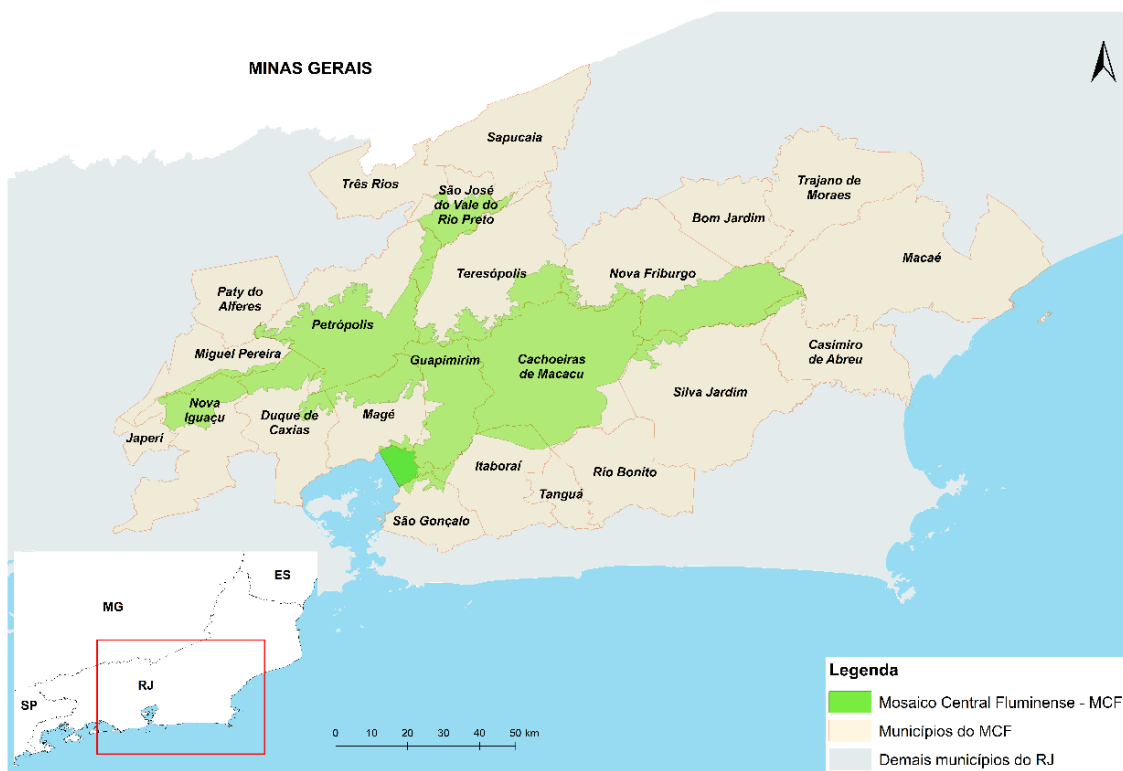 MINAS GERAIS
Sapucaia
Três Rios
São José
do Vale do
Rio Preto
Trajano de
Moraes
Bom Jardim
Macaé
Teresópolis
Nova Friburgo
Paty do
Alferes
Petrópolis
Miguel Pereira
Guapimirim
Cachoeiras
de Macacu
Casimiro
de Abreu
Silva Jardim
Nova
Iguaçu
Duque de
Caxias
Magé
Japeri
Itaboraí
Rio Bonito
Tanguá
São Gonçalo
ES
MG
RJ
SP
0 10 20 30 40 50 km
Legenda
Mosaico Central Fluminense - MCF
Municípios do MCF
Demais municípios do RJ